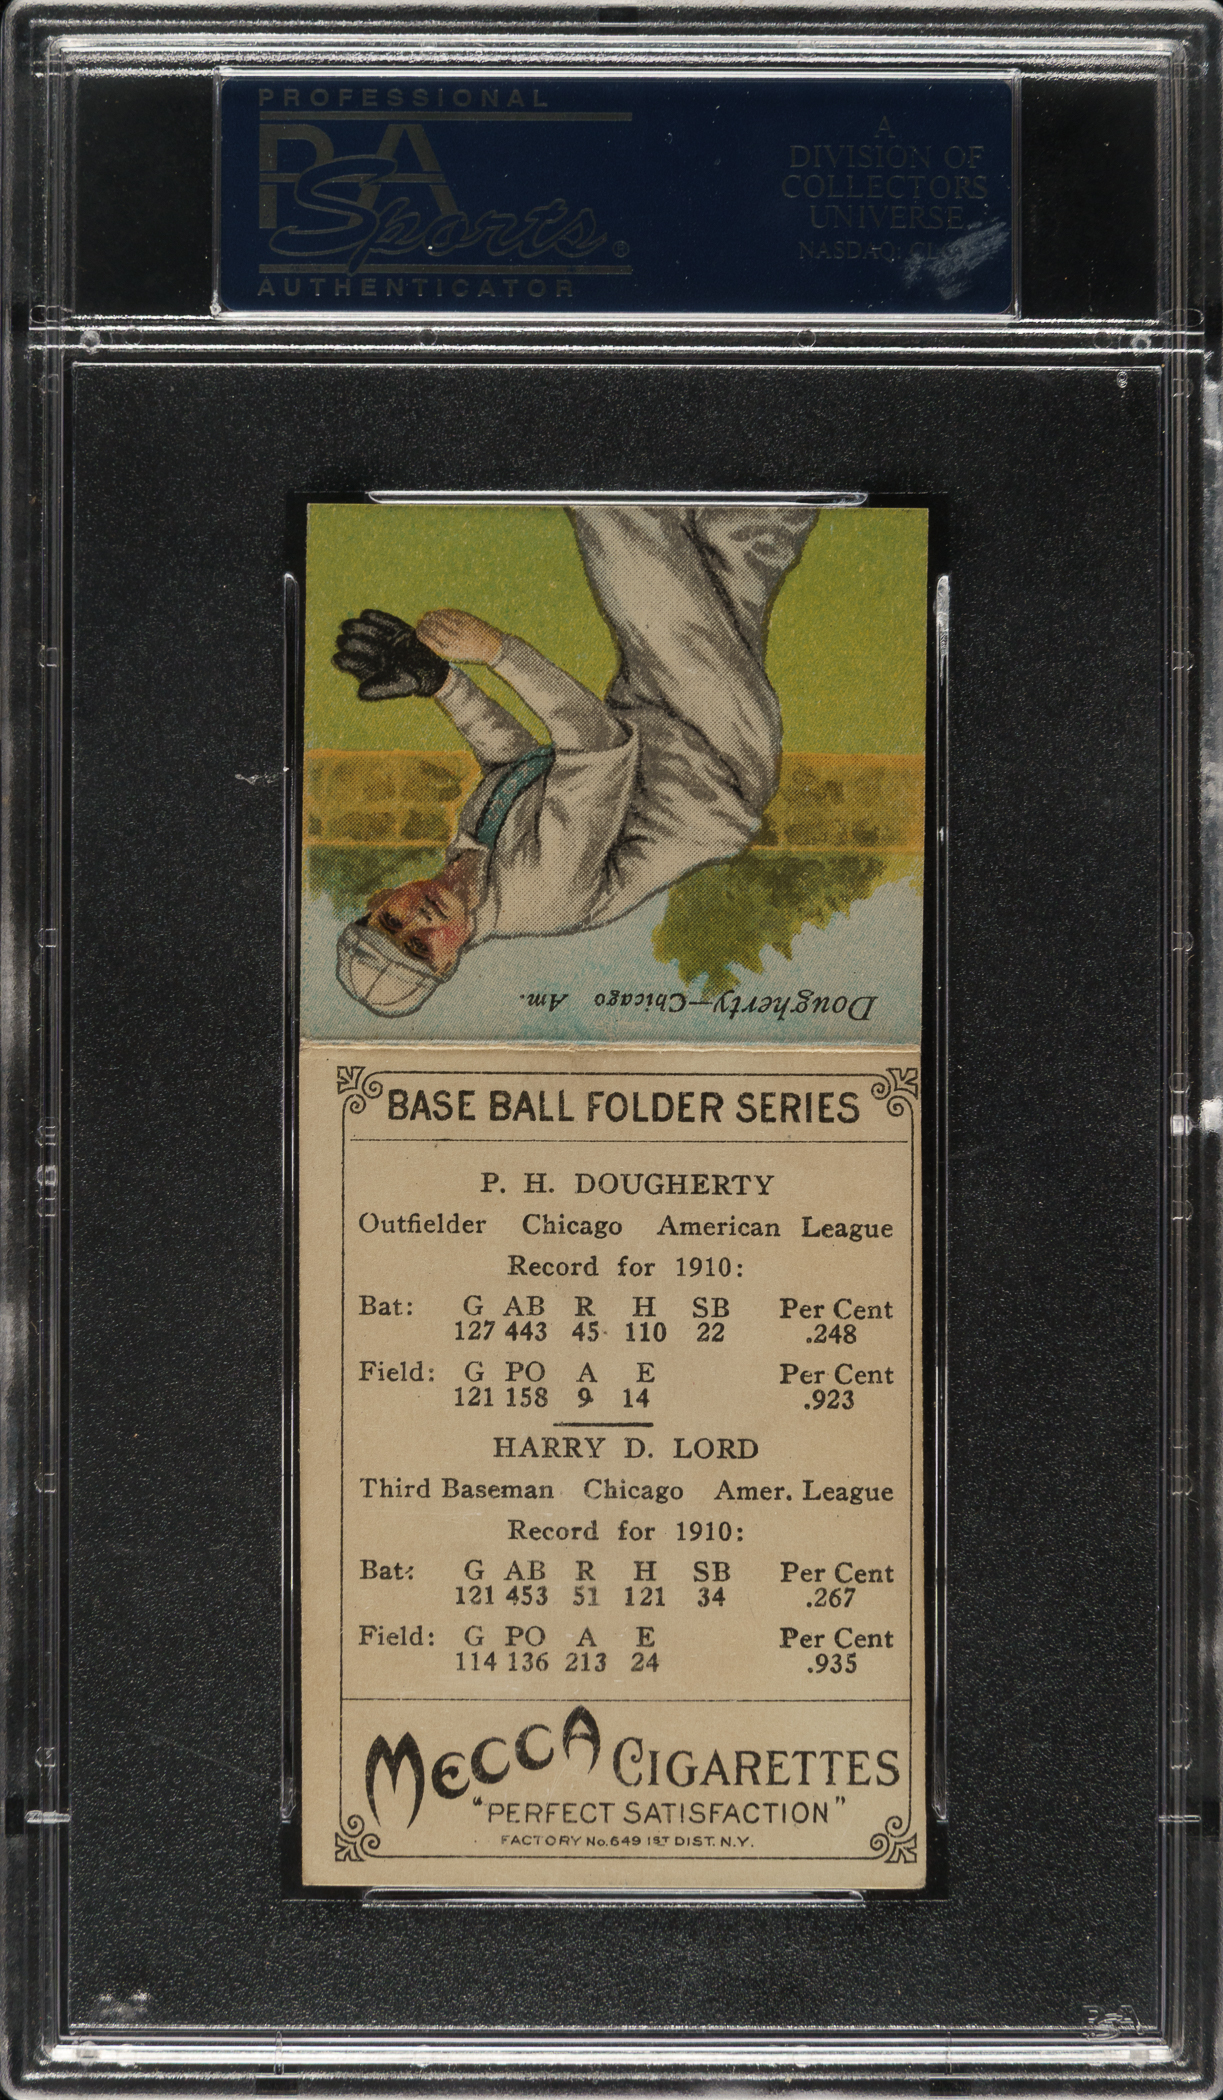 PROFESSIONAL
PSA
Sports®
AUTHENTICATOR
A
DIVISION OF
COLLECTORS
UNIVERSE
NASDAQ:
Dougherty—Chicago Am.
BASE BALL FOLDER SERIES
P. H. DOUGHERTY
Outfielder Chicago American League
Record for 1910:
Bat: G AB R H SB Per Cent
127 443 45 110 22 .248
Field: G PO A E Per Cent
121 158 9 14 .923
HARRY D. LORD
Third Baseman Chicago Amer. League
Record for 1910:
Bat: G AB R H SB Per Cent
121 453 51 121 34 .267
Field: G PO A E Per Cent
114 136 213 24 .935
MECCA CIGARETTES
"PERFECT SATISFACTION"
FACTORY No. 649 1ST DIST. N.Y.